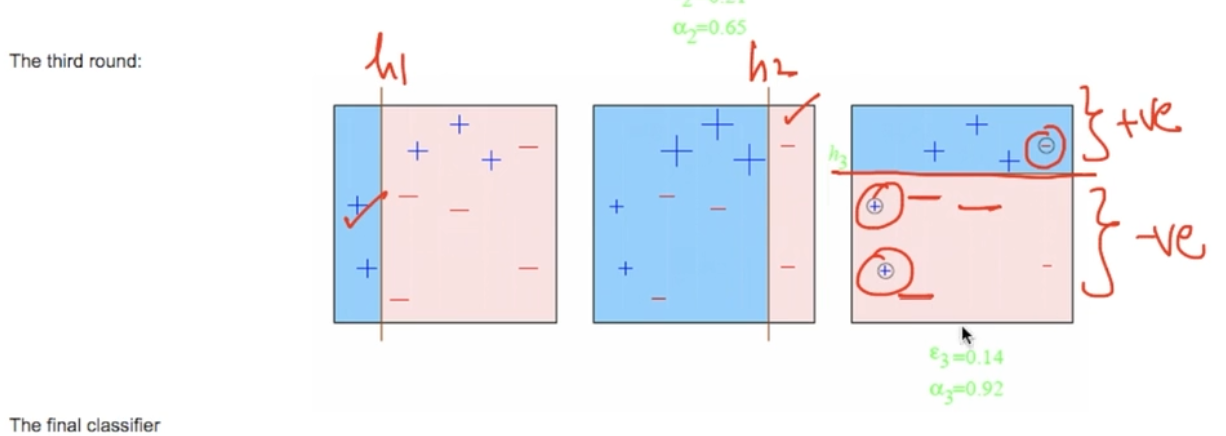 α₂=0.65
The third round:
h1
h2
h₃
+ve
-ve
ε₃=0.14
α₃=0.92
The final classifier